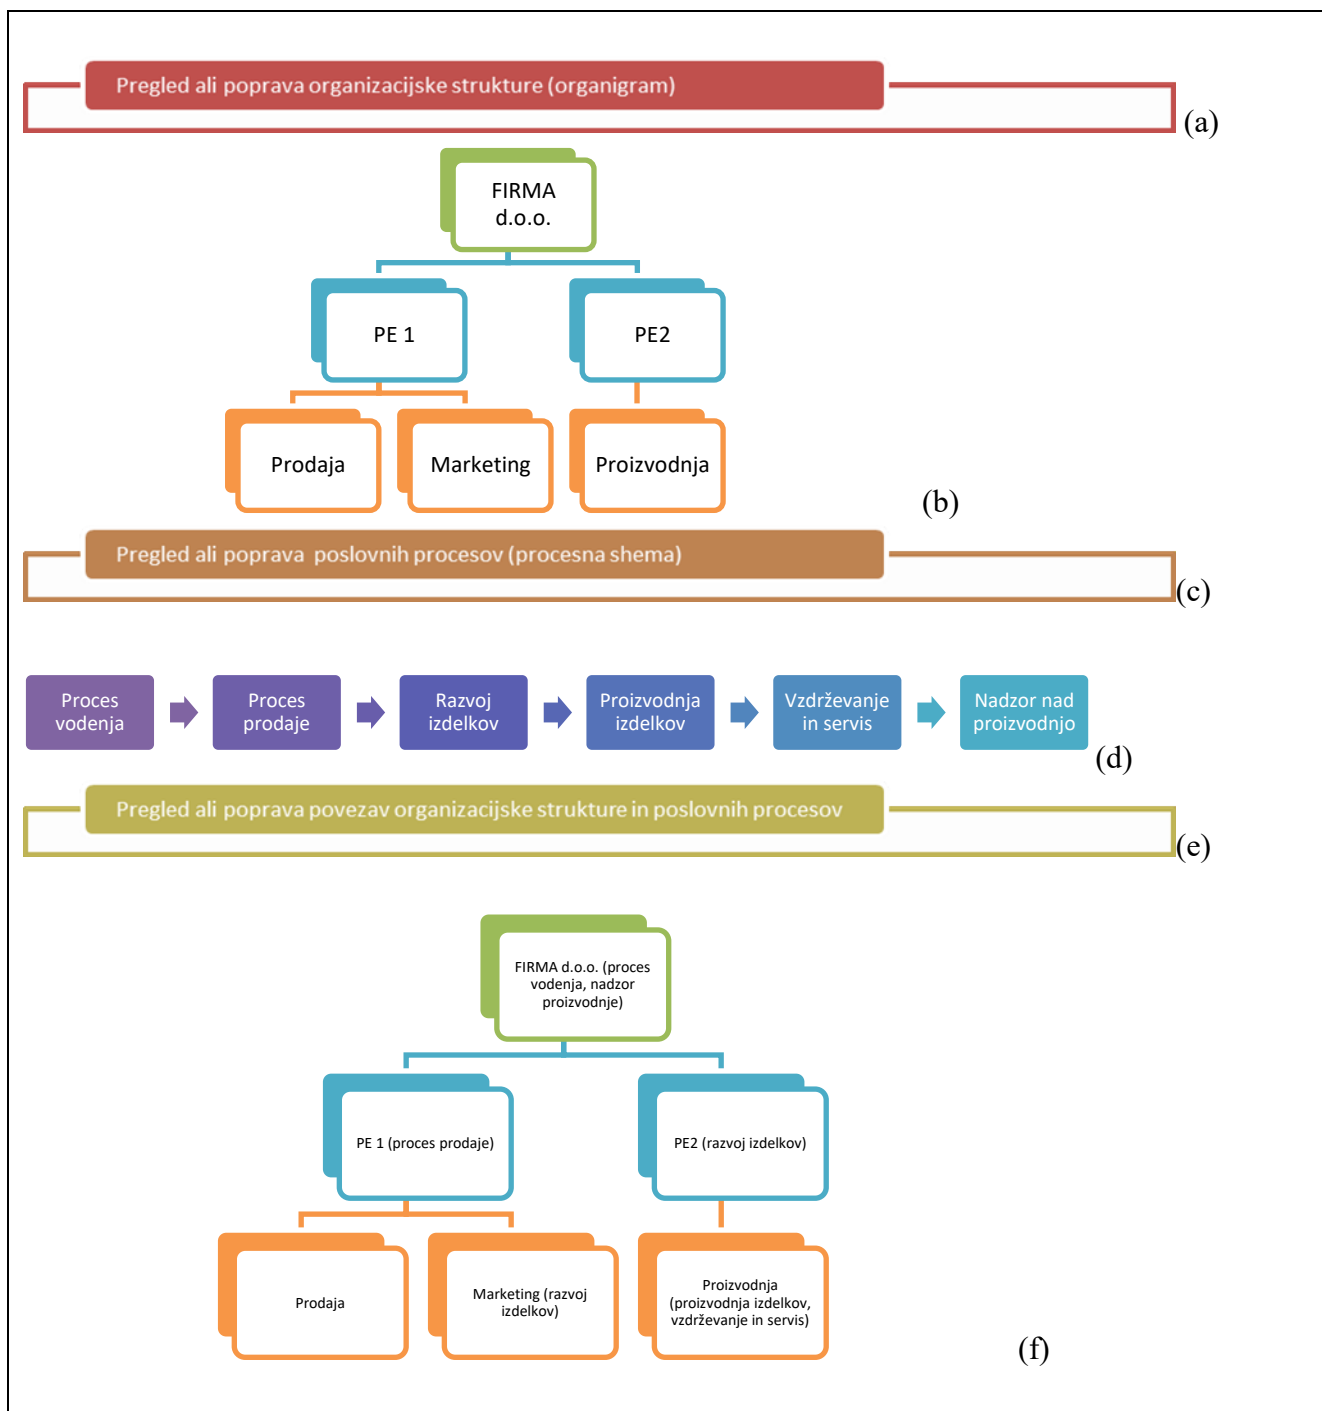 Pregled ali poprava organizacijske strukture (organigram)
(a)
FIRMA
d.o.o.
PE 1
PE2
Prodaja
Marketing
Proizvodnja
(b)
Pregled ali poprava poslovnih procesov (procesna shema)
(c)
Proces
vodenja
Proces
prodaje
Razvoj
izdelkov
Proizvodnja
izdelkov
Vzdrževanje
in servis
Nadzor nad
proizvodnjo
(d)
Pregled ali poprava povezav organizacijske strukture in poslovnih procesov
(e)
FIRMA d.o.o. (proces
vodenja, nadzor
proizvodnje)
PE 1 (proces prodaje)
PE2 (razvoj izdelkov)
Prodaja
Marketing (razvoj
izdelkov)
Proizvodnja
(proizvodnja izdelkov,
vzdrževanje in servis)
(f)